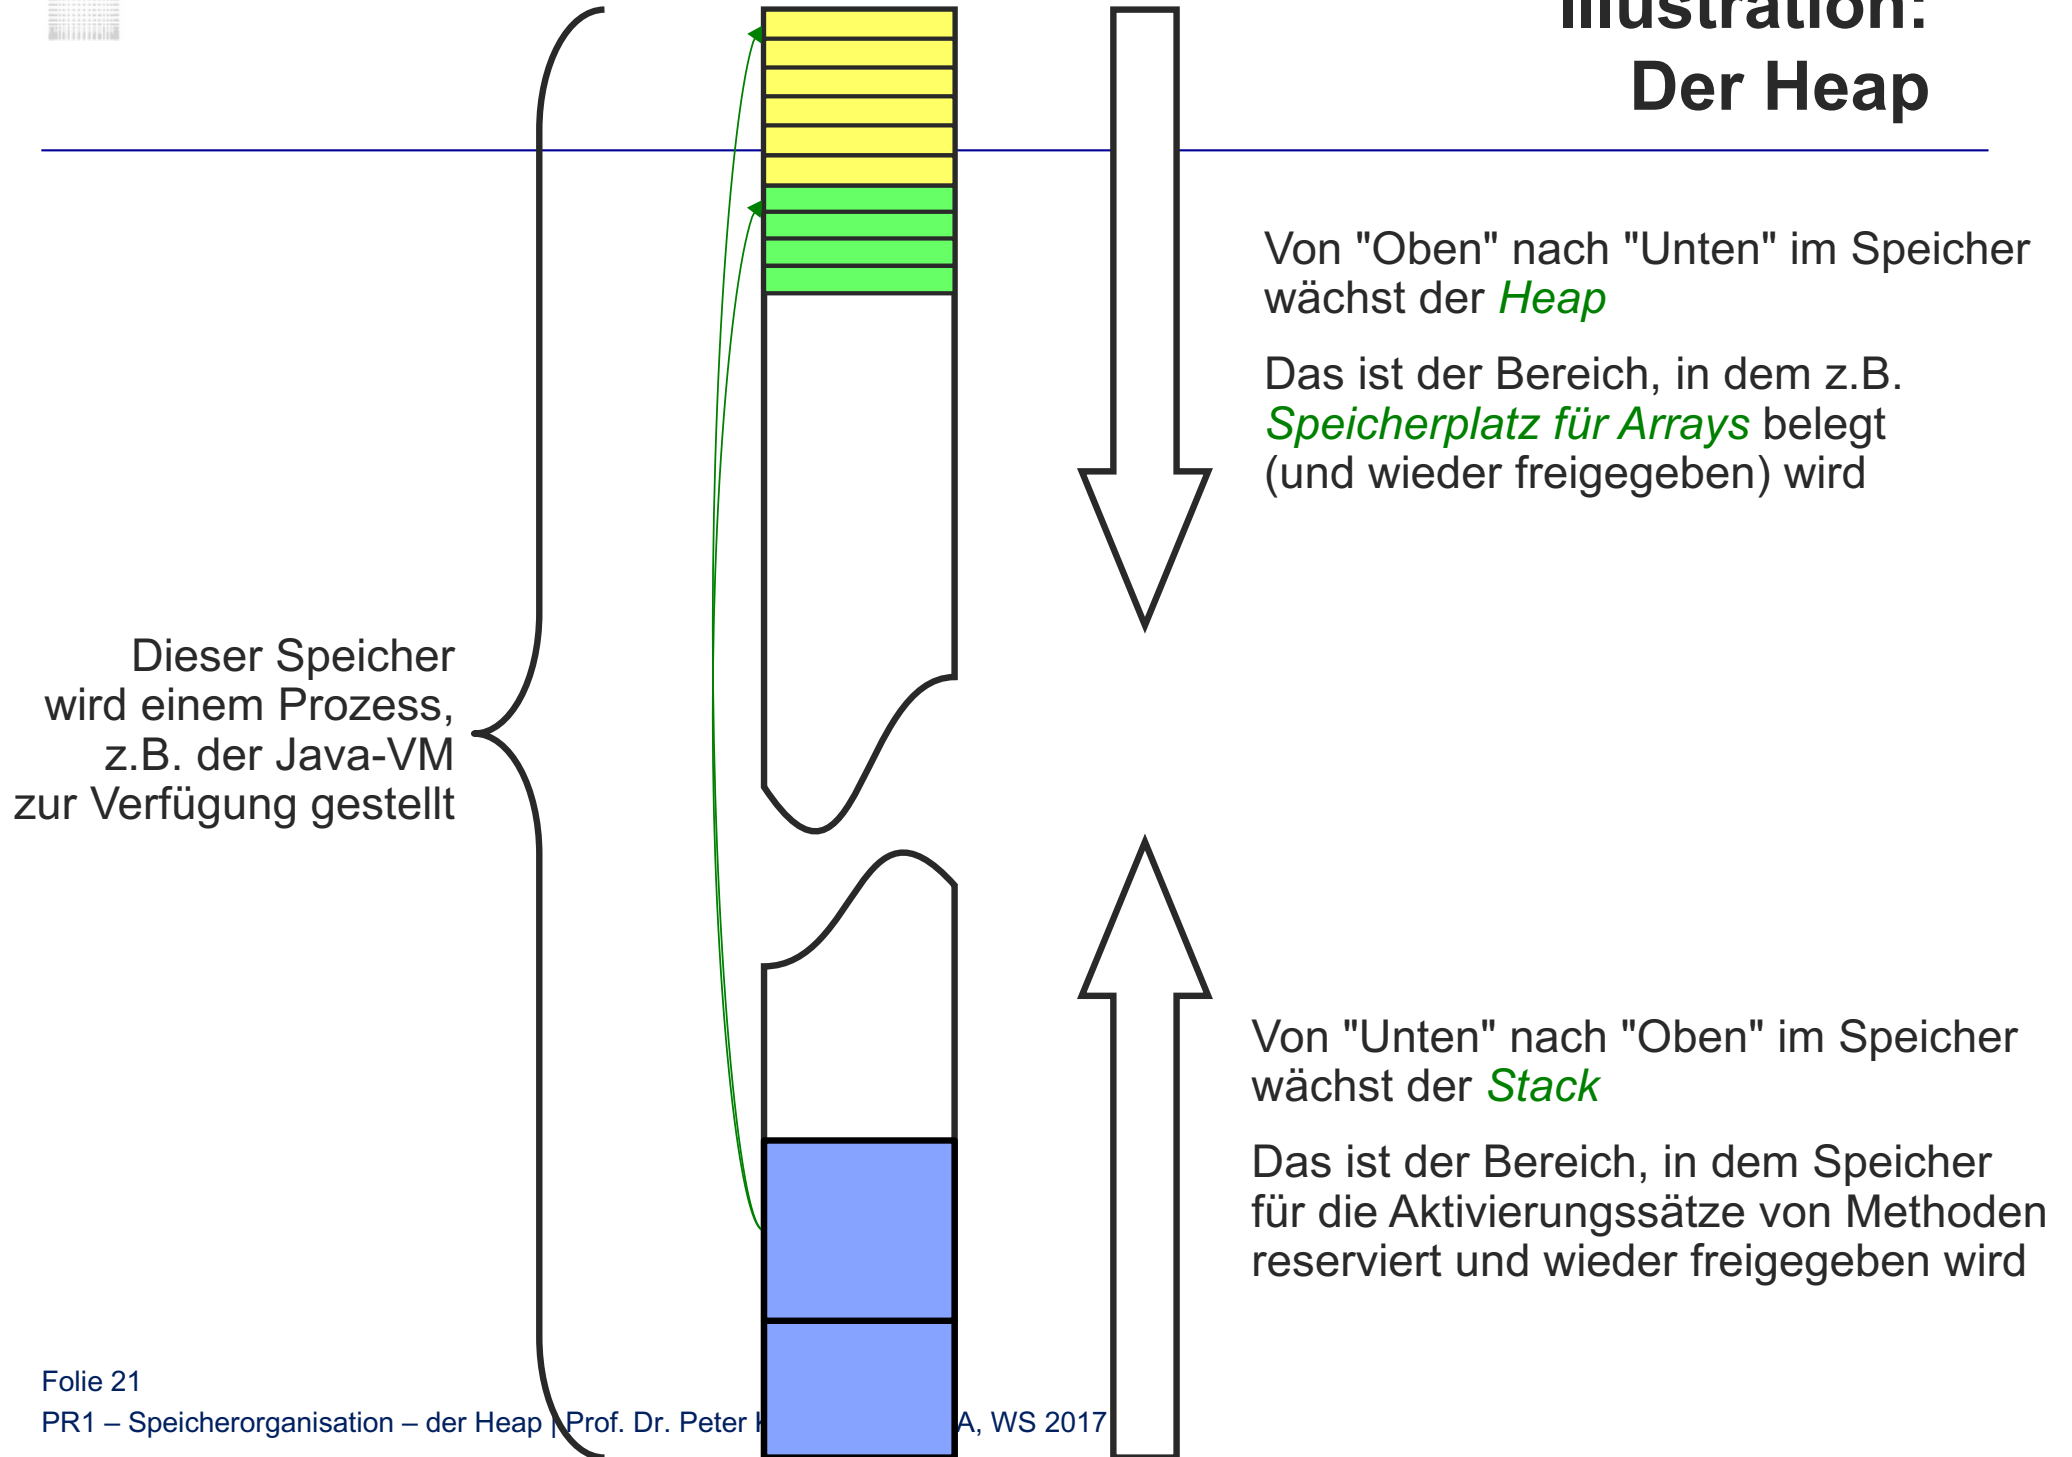 Illustration:
Der Heap
Von "Oben" nach "Unten" im Speicher
wächst der Heap
Das ist der Bereich, in dem z.B.
Speicherplatz für Arrays belegt
(und wieder freigegeben) wird
Dieser Speicher
wird einem Prozess,
z.B. der Java-VM
zur Verfügung gestellt
Von "Unten" nach "Oben" im Speicher
wächst der Stack
Das ist der Bereich, in dem Speicher
für die Aktivierungssätze von Methoden
reserviert und wieder freigegeben wird
Folie 21
PR1 – Speicherorganisation – der Heap | Prof. Dr. Peter A, WS 2017